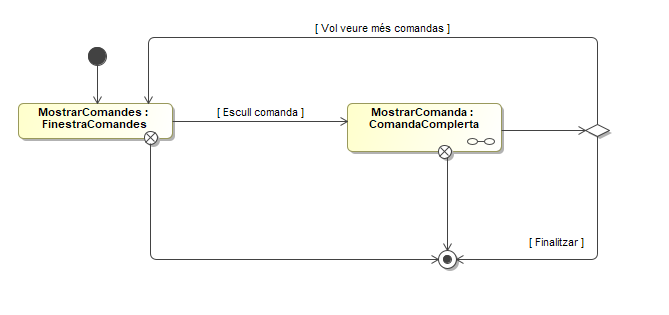 [ Vol veure més comandas ]
MostrarComandes :
FinestraComandes
[ Escull comanda ]
MostrarComanda :
ComandaComplerta
[ Finalitzar ]